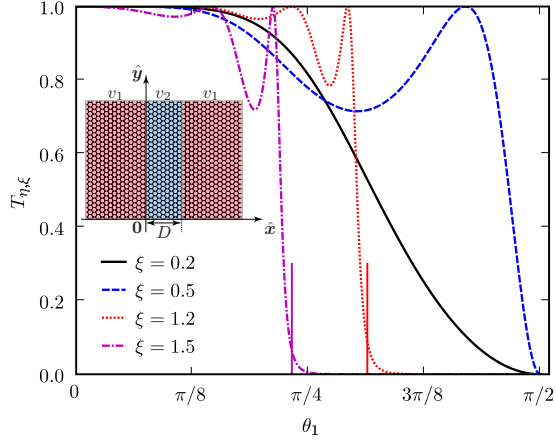 1.0
0.8
0.6
0.4
0.2
0.0
T_{η,ξ}
ŷ
v₁ v₂ v₁
0 D x̂
ξ = 0.2
ξ = 0.5
ξ = 1.2
ξ = 1.5
0 π/8 π/4 3π/8 π/2
θ₁